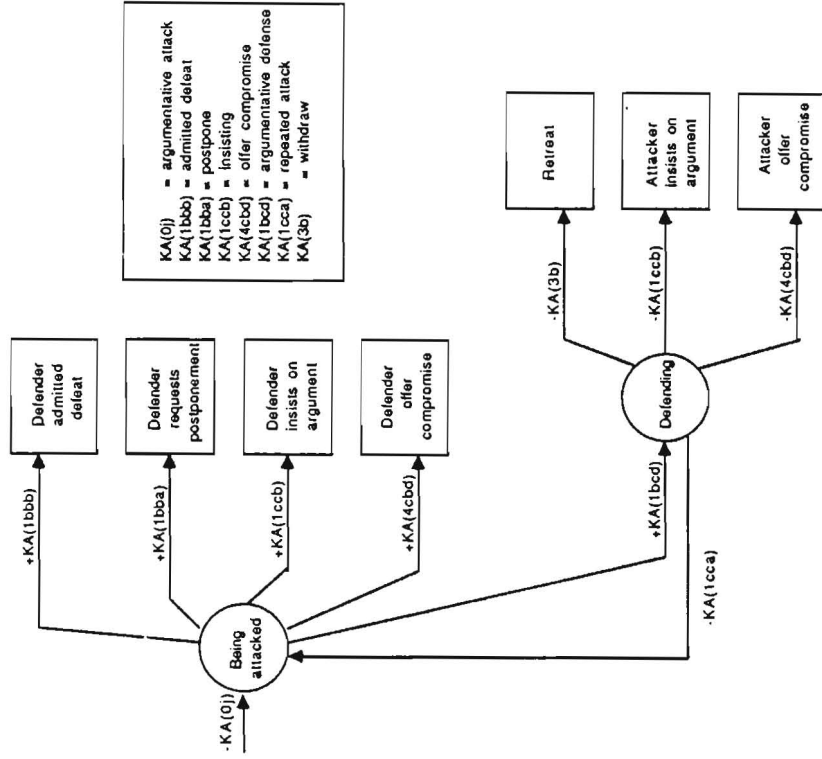 -KA(0j)
Being
attacked
+KA(1bbb)
Defender
admitted
defeat
+KA(1bba)
Defender
requests
postponement
+KA(1ccb)
Defender
insists on
argument
+KA(4cbd)
Defender
offer
compromise
+KA(1bcd)
-KA(1cca)
Defending
-KA(3b)
Retreat
-KA(1ccb)
Attacker
insists on
argument
-KA(4cbd)
Attacker
offer
compromise
KA(0j) = argumentative attack
KA(1bbb) = admitted defeat
KA(1bba) = postpone
KA(1ccb) = insisting
KA(4cbd) = offer compromise
KA(1bcd) = argumentative defense
KA(1cca) = repeated attack
KA(3b) = withdraw